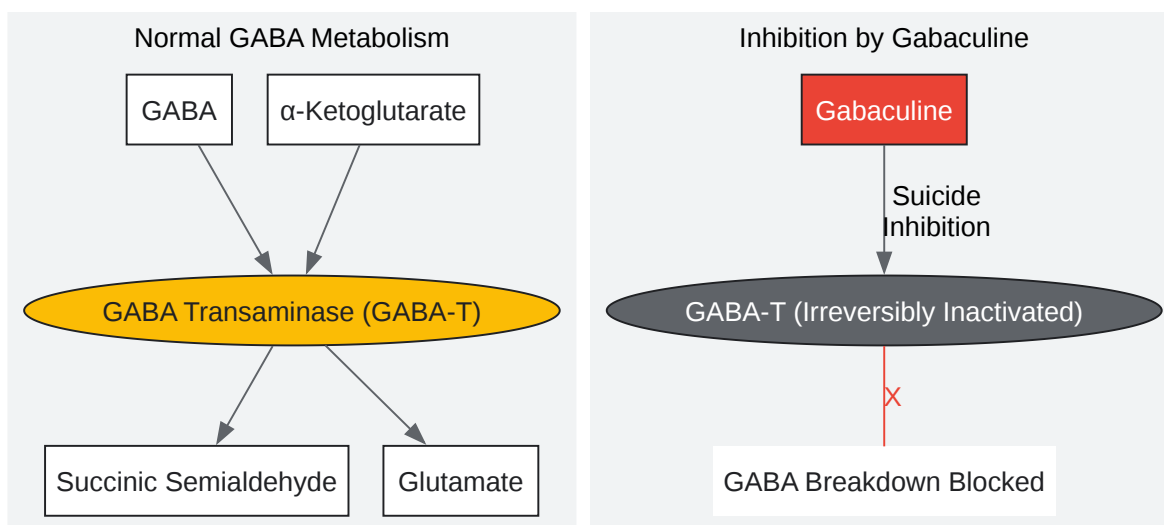 Normal GABA Metabolism
GABA
α-Ketoglutarate
GABA Transaminase (GABA-T)
Succinic Semialdehyde
Glutamate
Inhibition by Gabaculine
Gabaculine
Suicide
Inhibition
GABA-T (Irreversibly Inactivated)
X
GABA Breakdown Blocked